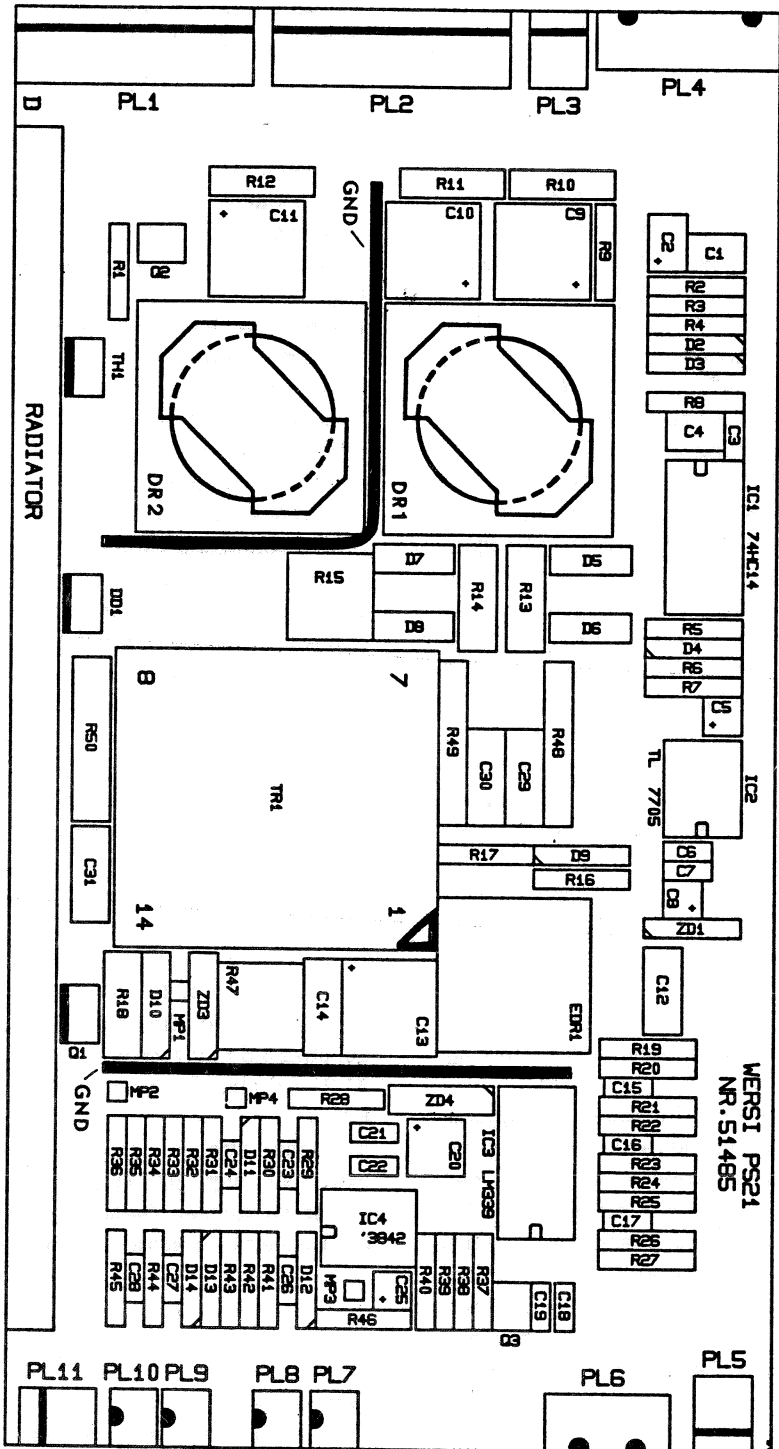 PL1
PL2
PL3
PL4
D
R12
GND
R11
R10
C11
C10
C9
R9
C2
C1
R1
Q2
R2
R3
R4
D2
D3
TH1
R8
C4
C3
RADIATOR
DR2
DR1
IC1 74HC14
R15
D7
D5
R14
R13
DD1
D8
D6
R5
D4
R6
R7
C5
8
7
R50
TR1
R49
C30
C29
R48
IC2
TL 7705
R17
D9
R16
C6
C7
C8
ZD1
C31
14
1
EDR1
C12
R18
D10
MP1
ZD3
R47
C14
C13
Q1
R19
R20
C15
R21
R22
C16
R23
R24
R25
C17
R26
R27
WERSI PS21
NR.51485
GND
MP2
MP4
R28
ZD4
IC3 LM339
C21
C22
C20
R36
R35
R34
R33
R32
R31
C24
D11
R30
C23
R29
IC4
'3842
R45
C28
R44
C27
D14
D13
R43
R42
R41
C26
D12
MP3
C25
R46
R40
R39
R38
R37
Q3
C19
C18
PL11
PL10
PL9
PL8
PL7
PL6
PL5